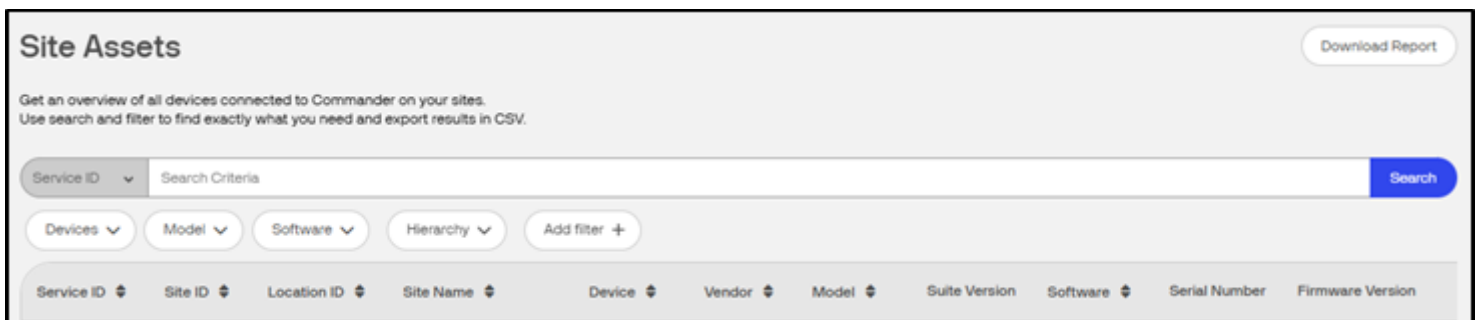 Site Assets
Download Report
Get an overview of all devices connected to Commander on your sites.
Use search and filter to find exactly what you need and export results in CSV.
Service ID Search Criteria Search
Devices Model Software Hierarchy Add filter +
Service ID Site ID Location ID Site Name Device Vendor Model Suite Version Software Serial Number Firmware Version